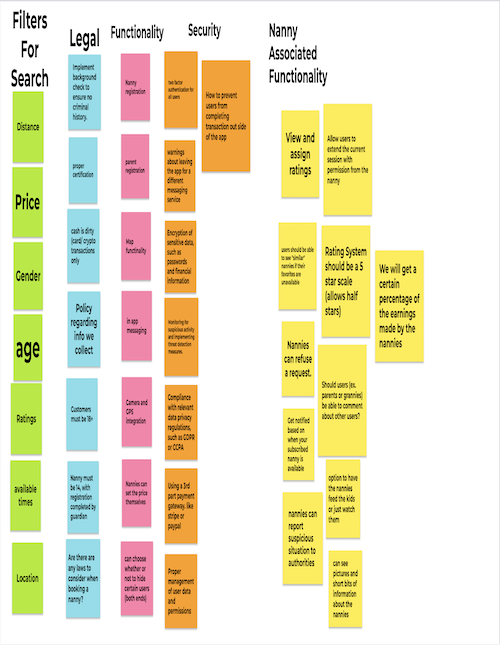 Filters
For
Search
Distance
Price
Gender
age
Ratings
available
times
Location
Legal
Implement
background
check to
ensure no
criminal
history.
proper
certification
cash is dirty
(card/ crypto
transactions
only
Policy
regarding
info we
collect
Customers
must be 16+
Nanny must
be 14, with
registration
completed by
guardian
Are there are
any laws to
consider when
booking a
nanny?
Functionality
Nanny
registration
parent
registration
Map
functinality
in app
messaging
Camera and
GPS
integration
Nannies can
set the price
themselves
can choose
whether or
not to hide
certain users
(both ends)
Security
two factor
authentication for
all users
How to prevent
users from
completing
transaction out side
of the app
warnings
about leaving
the app for a
different
messaging
service
Encryption of
sensitive data,
such as
passwords
and financial
information
Monitoring for
suspicious activity
and implementing
threat detection
measures.
Compliance
with relevant
data privacy
regulations,
such as GDPR
or CCPA
Using a 3rd
part payment
gateway. like
stripe or
paypal
Proper
management
of user data
and
permissions
Nanny
Associated
Functionality
View and
assign
ratings
Allow users to
extend the current
session with
permission from the
nanny
users should be able
to see "similar"
nannies if their
favorites are
unavailable
Rating System
should be a 5
star scale
(allows half
stars)
We will get a
certain
percentage of
the earnings
made by the
nannies
Nannies
can refuse
a request.
Should users (ex.
parents or grannies)
be able to comment
about other users?
Get notified
based on
when your
subscribed
nanny is
available
option to have
the nannies
feed the kids
or just watch
them
nannies can
report
suspicious
situation to
authorities
can see
pictures and
short bits of
information
about the
nannies